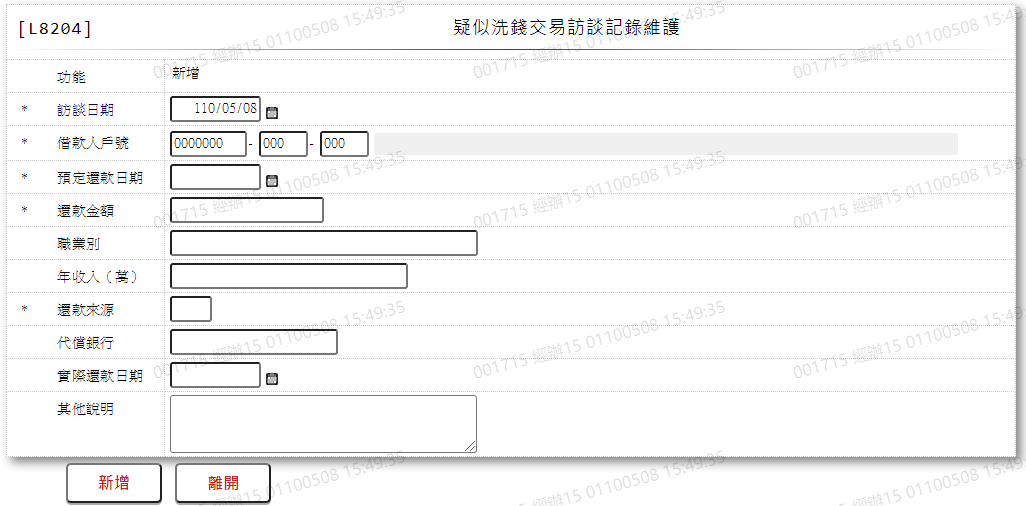 [L8204] 疑似洗錢交易訪談記錄維護
功能 新增
* 訪談日期 110/05/08
* 借款人戶號 0000000 - 000 - 000
* 預定還款日期
* 還款金額
職業別
年收入（萬）
* 還款來源
代償銀行
實際還款日期
其他說明
新增 離開
001715 經辦15 01100508 15:49:35